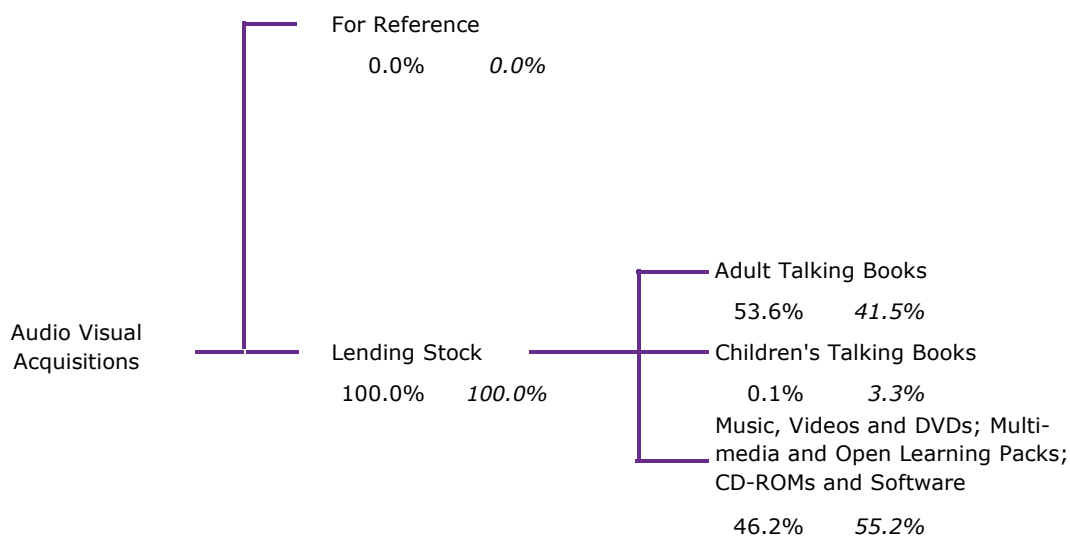 For Reference
0.0% 0.0%
Audio Visual
Acquisitions
Lending Stock
100.0% 100.0%
Adult Talking Books
53.6% 41.5%
Children's Talking Books
0.1% 3.3%
Music, Videos and DVDs; Multi-
media and Open Learning Packs;
CD-ROMs and Software
46.2% 55.2%